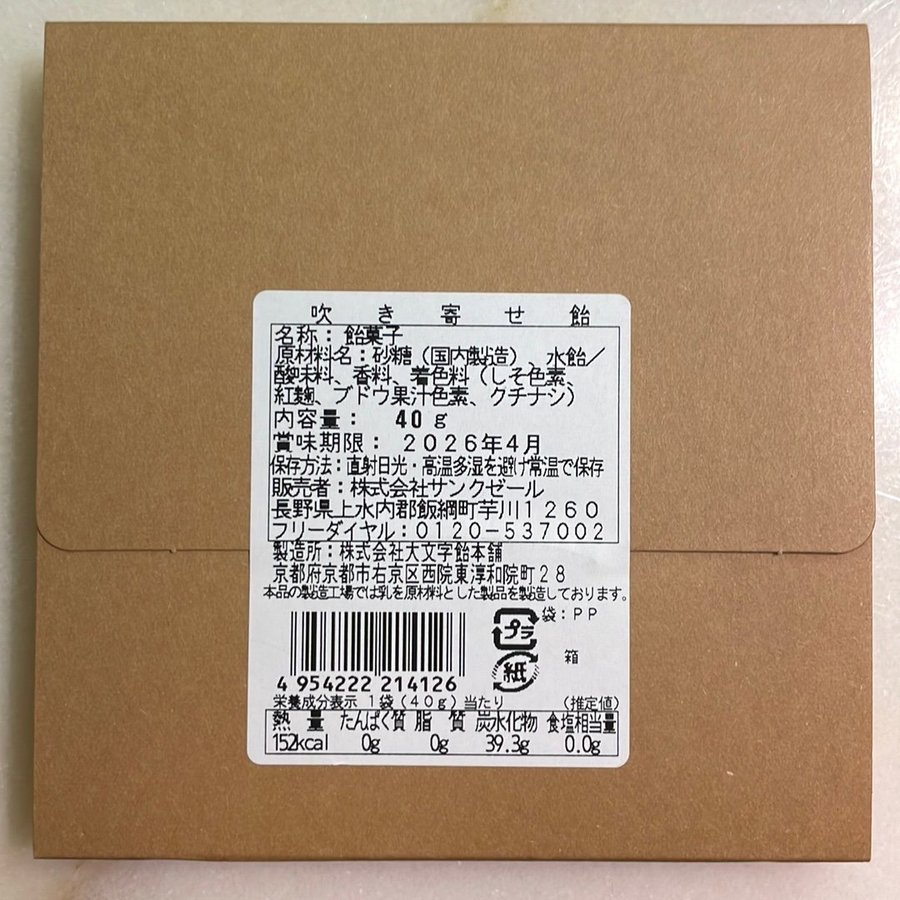 吹き寄せ飴
名称：飴菓子
原材料名：砂糖（国内製造）、水飴／
酸味料、香料、着色料（しそ色素、
紅麹、ブドウ果汁色素、クチナシ）
内容量： 40ｇ
賞味期限：２０２６年４月
保存方法：直射日光・高温多湿を避け常温で保存
販売者：株式会社サンクゼール
長野県上水内郡飯綱町芋川１２６０
フリーダイヤル：０１２０－５３７００２
製造所：株式会社大文字飴本舗
京都府京都市右京区西院東淳和院町２８
本品の製造工場では乳を原材料とした製品を製造しております。
プラ 袋：ＰＰ
紙 箱
4 954222 214126
栄養成分表示 １袋（４０ｇ）当たり （推定値）
熱量 たんぱく質 脂質 炭水化物 食塩相当量
152kcal 0g 0g 39.3g 0.0g